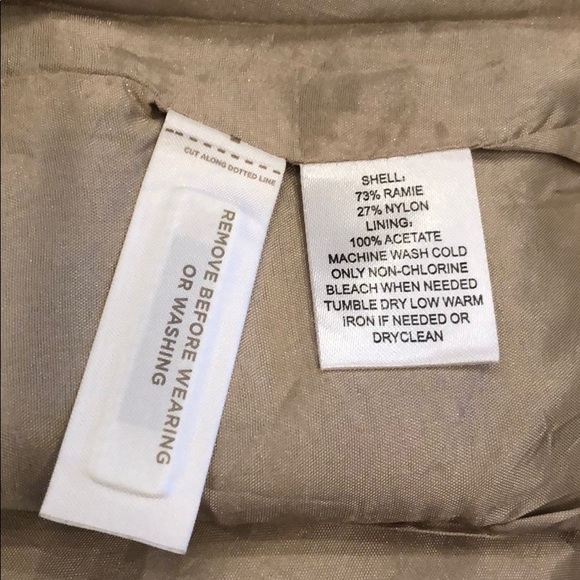 CUT ALONG DOTTED LINE
REMOVE BEFORE WEARING
OR WASHING
SHELL:
73% RAMIE
27% NYLON
LINING:
100% ACETATE
MACHINE WASH COLD
ONLY NON-CHLORINE
BLEACH WHEN NEEDED
TUMBLE DRY LOW WARM
IRON IF NEEDED OR
DRYCLEAN